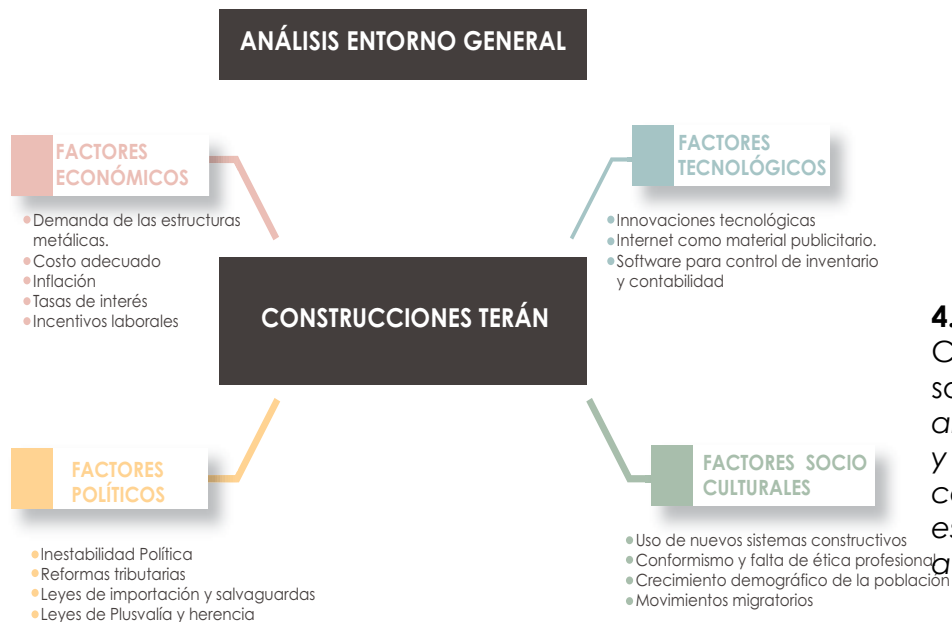 ANÁLISIS ENTORNO GENERAL
FACTORES
ECONÓMICOS
Demanda de las estructuras
metálicas.
Costo adecuado
Inflación
Tasas de interés
Incentivos laborales
FACTORES
TECNOLÓGICOS
Innovaciones tecnológicas
Internet como material publicitario.
Software para control de inventario
y contabilidad
CONSTRUCCIONES TERÁN
FACTORES
POLÍTICOS
Inestabilidad Política
Reformas tributarias
Leyes de importación y salvaguardas
Leyes de Plusvalía y herencia
FACTORES SOCIO
CULTURALES
Uso de nuevos sistemas constructivos
Conformismo y falta de ética profesional
Crecimiento demográfico de la población
Movimientos migratorios
4.
y